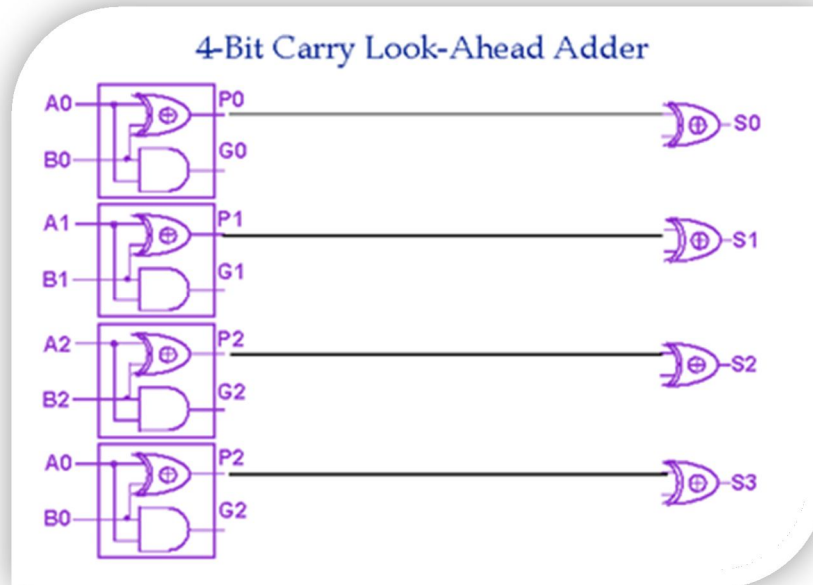 4-Bit Carry Look-Ahead Adder
A0 P0
S0
B0 G0
A1 P1
S1
B1 G1
A2 P2
S2
B2 G2
A0 P2
S3
B0 G2